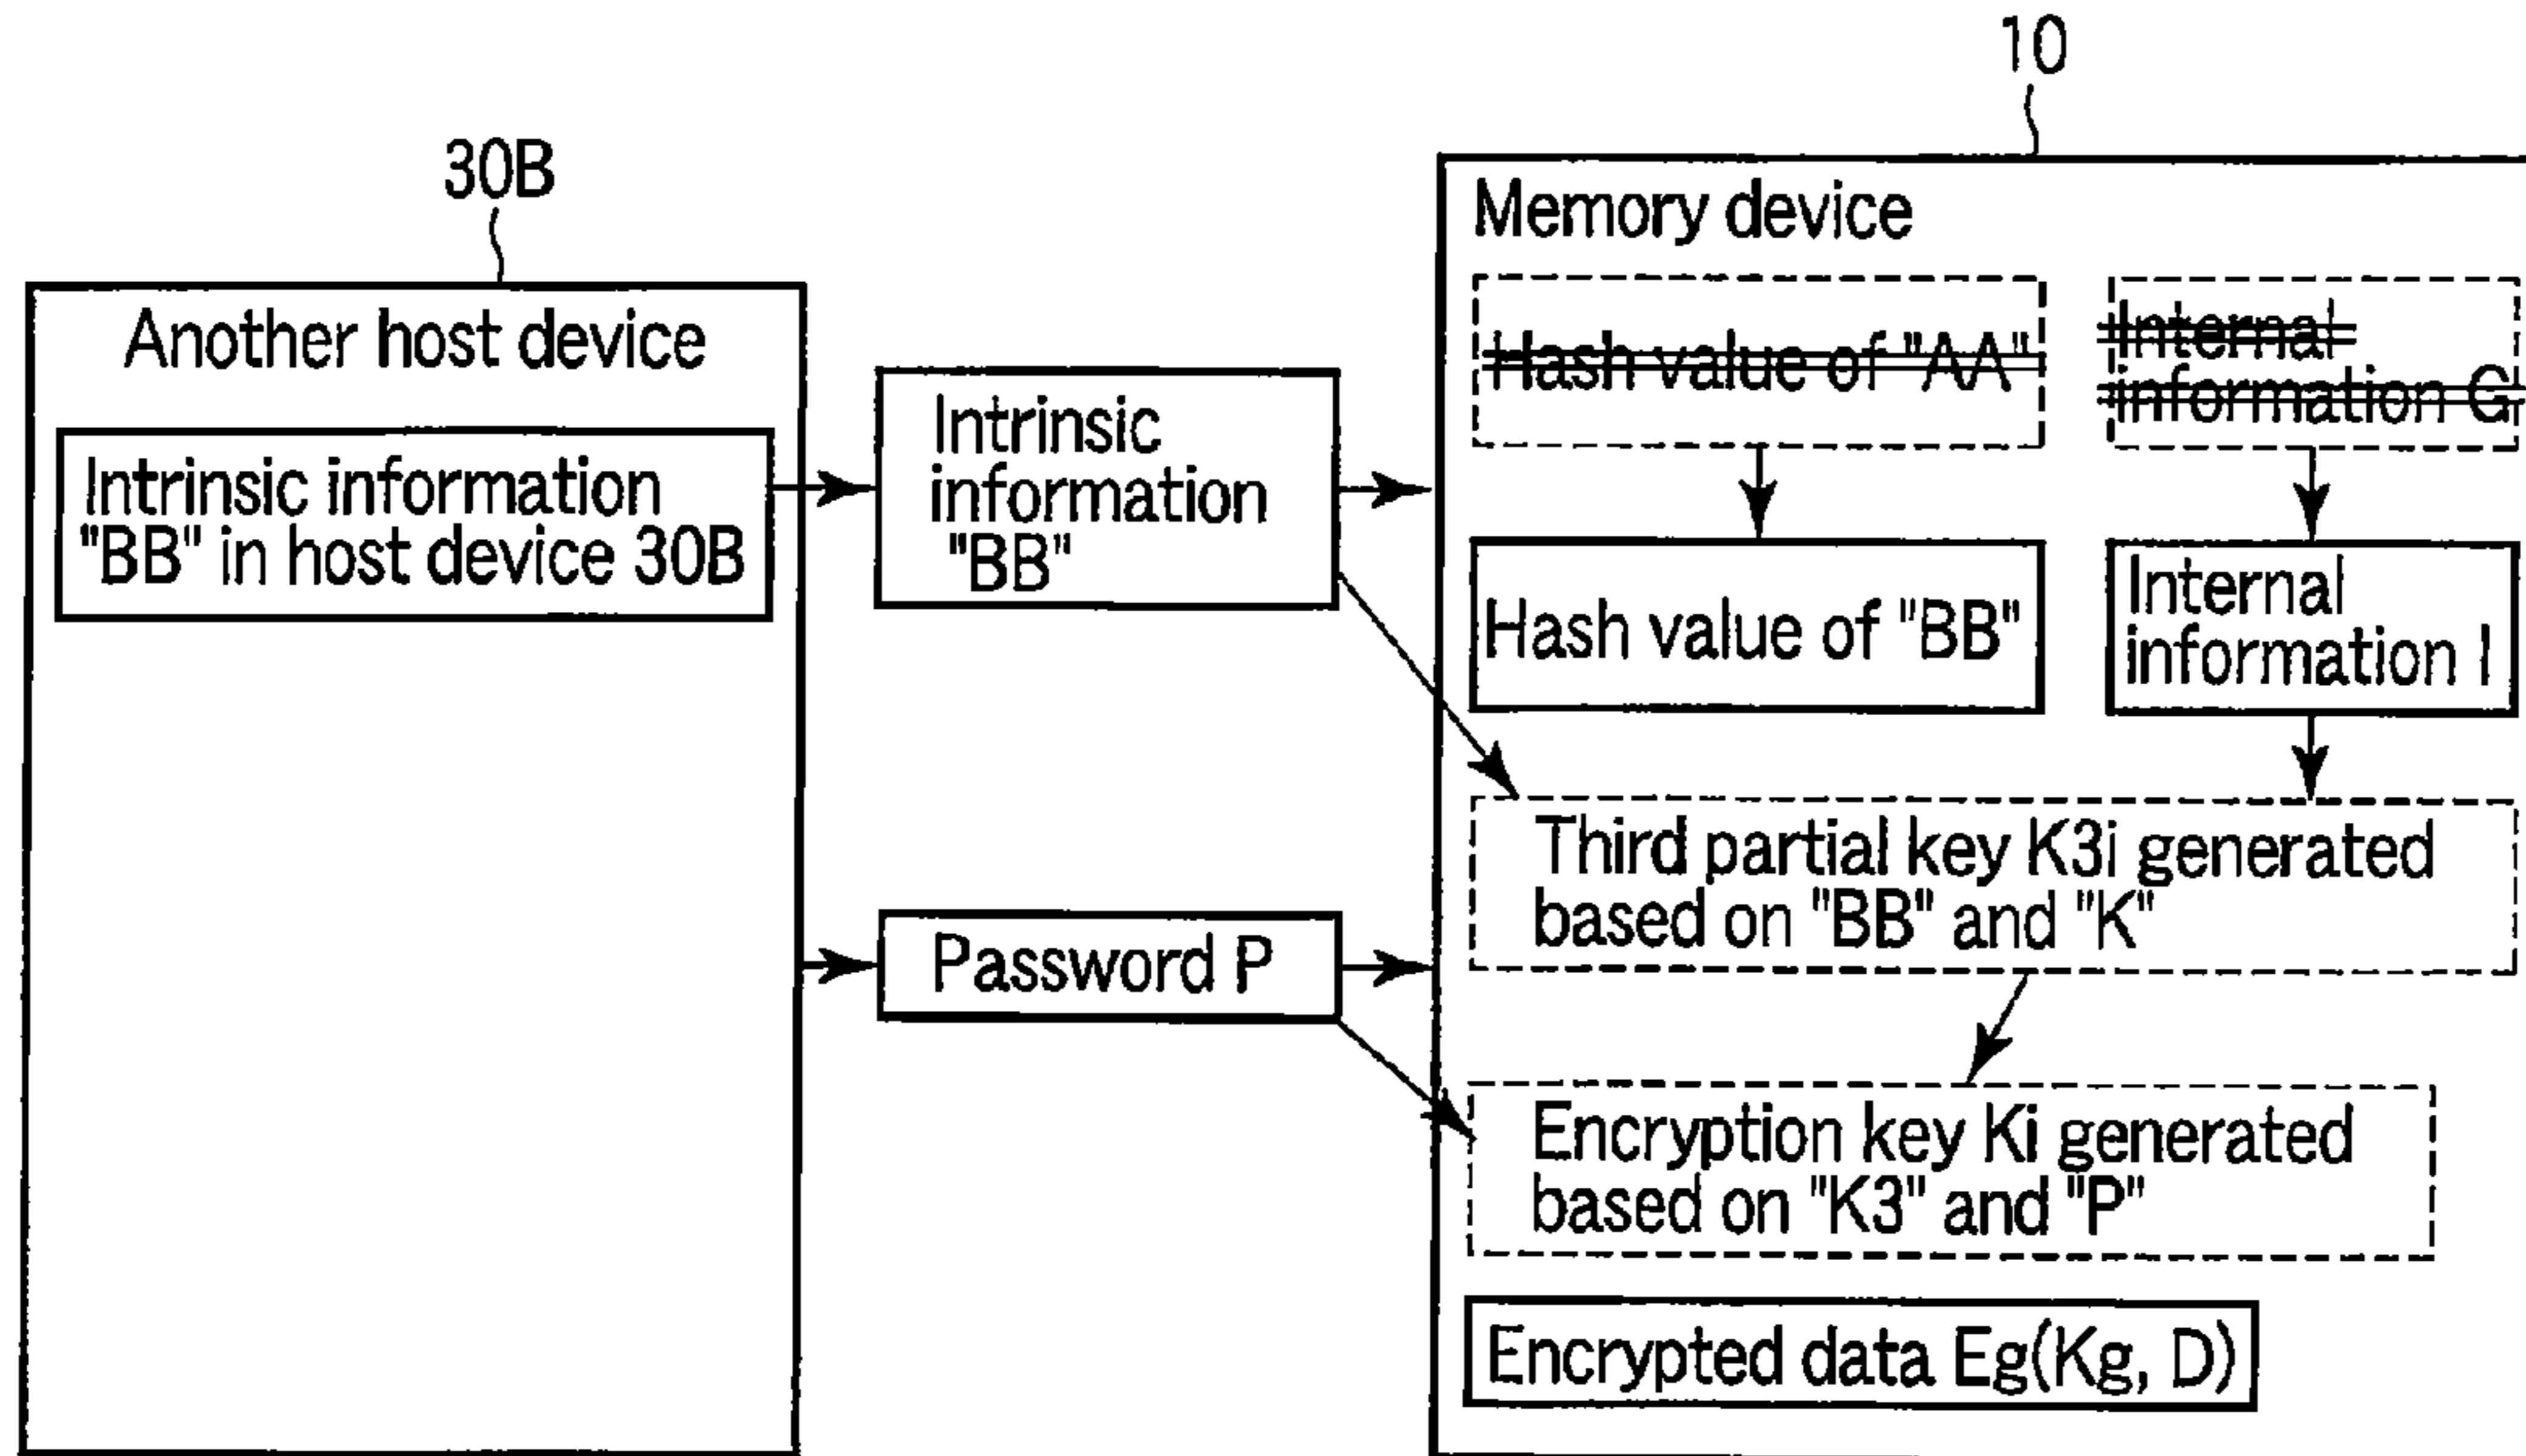 10
30B
Memory device
Another host device
Hash value of "AA"
Internal
information G
Intrinsic information
"BB" in host device 30B
Intrinsic
information
"BB"
Hash value of "BB"
Internal
information I
Third partial key K3i generated
based on "BB" and "K"
Password P
Encryption key Ki generated
based on "K3" and "P"
Encrypted data Eg(Kg, D)